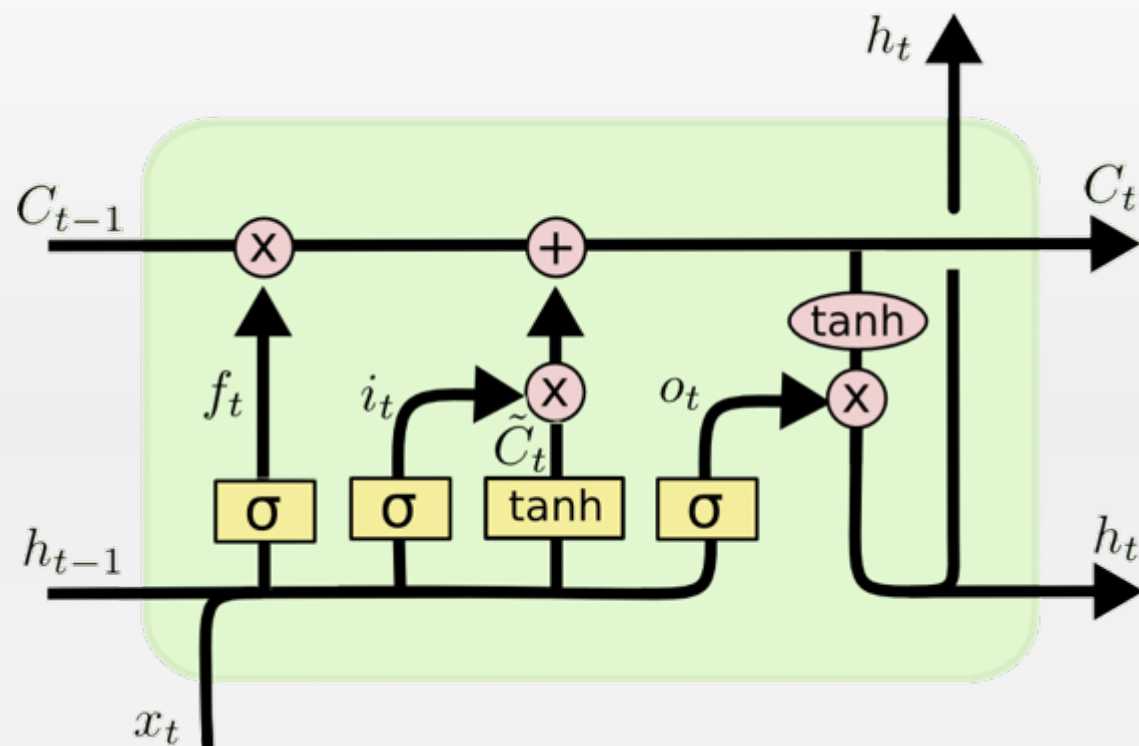 h_t
C_{t-1}
C_t
x
+
tanh
f_t
i_t
x
o_t
x
C̃_t
σ
σ
tanh
σ
h_{t-1}
h_t
x_t